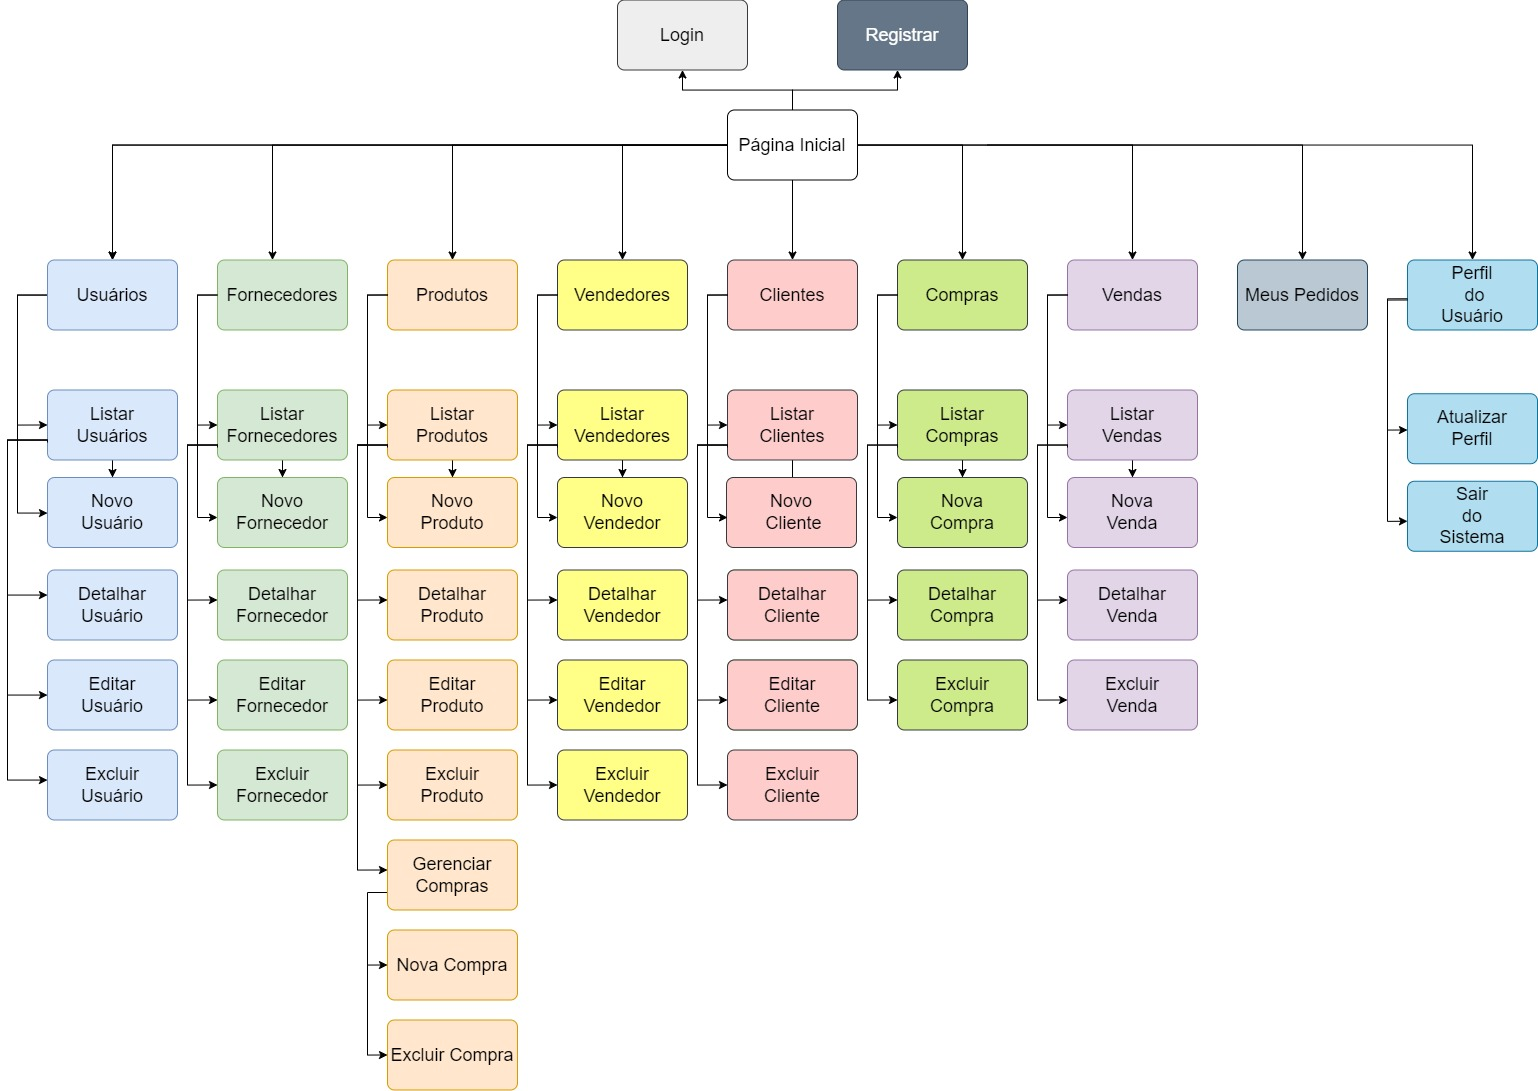 Login
Registrar
Página Inicial
Usuários
Fornecedores
Produtos
Vendedores
Clientes
Compras
Vendas
Meus Pedidos
Perfil
do
Usuário
Listar
Usuários
Listar
Fornecedores
Listar
Produtos
Listar
Vendedores
Listar
Clientes
Listar
Compras
Listar
Vendas
Atualizar
Perfil
Novo
Usuário
Novo
Fornecedor
Novo
Produto
Novo
Vendedor
Novo
Cliente
Nova
Compra
Nova
Venda
Sair
do
Sistema
Detalhar
Usuário
Detalhar
Fornecedor
Detalhar
Produto
Detalhar
Vendedor
Detalhar
Cliente
Detalhar
Compra
Detalhar
Venda
Editar
Usuário
Editar
Fornecedor
Editar
Produto
Editar
Vendedor
Editar
Cliente
Excluir
Compra
Excluir
Venda
Excluir
Usuário
Excluir
Fornecedor
Excluir
Produto
Excluir
Vendedor
Excluir
Cliente
Gerenciar
Compras
Nova Compra
Excluir Compra